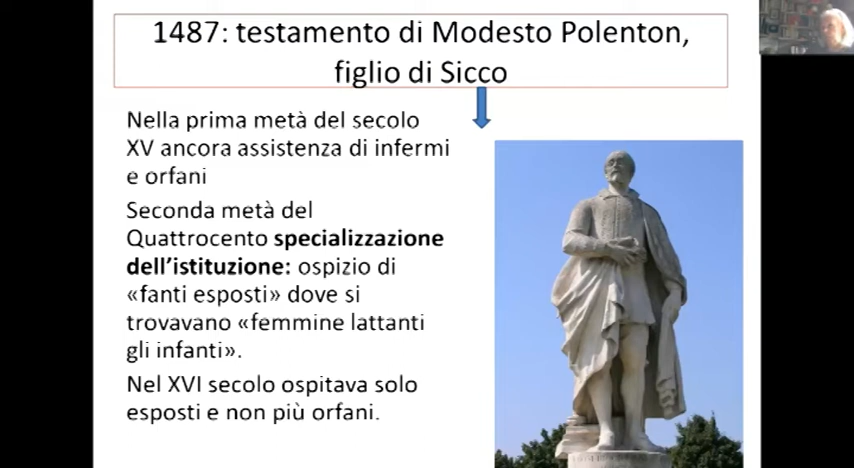 1487: testamento di Modesto Polenton,
figlio di Sicco
Nella prima metà del secolo
XV ancora assistenza di infermi
e orfani
Seconda metà del
Quattrocento specializzazione
dell’istituzione: ospizio di
«fanti esposti» dove si
trovavano «femmine lattanti
gli infanti».
Nel XVI secolo ospitava solo
esposti e non più orfani.